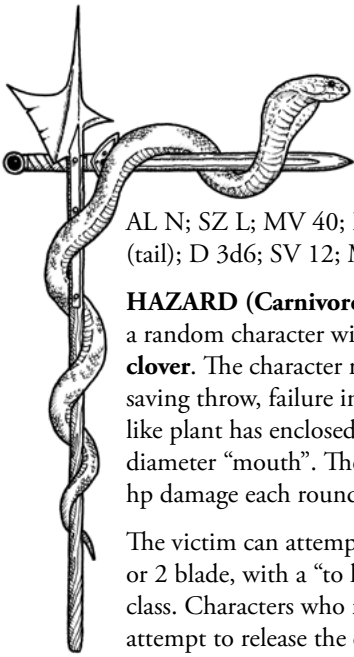 AL N; SZ L; MV 40;
(tail); D 3d6; SV 12;
HAZARD (Carnivor
a random character wi
clover. The character
saving throw, failure in
like plant has enclosed
diameter “mouth”. The
hp damage each round
The victim can attemp
or 2 blade, with a “to
class. Characters who
attempt to release the